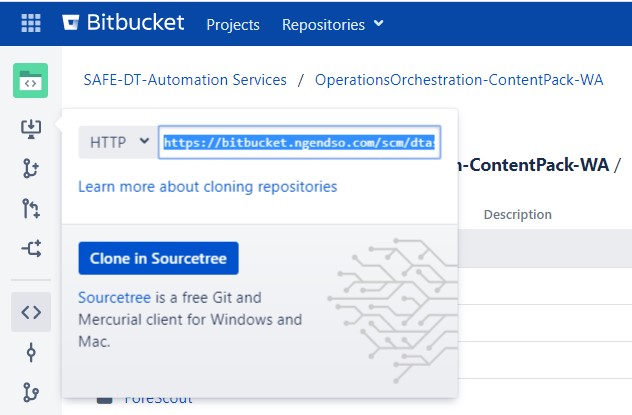 Bitbucket Projects Repositories
SAFE-DT-Automation Services / OperationsOrchestration-ContentPack-WA
HTTP https://bitbucket.ngendso.com/scm/dta
n-ContentPack-WA /
Learn more about cloning repositories
Description
Clone in Sourcetree
Sourcetree is a free Git and
Mercurial client for Windows and
Mac.
ForeScout